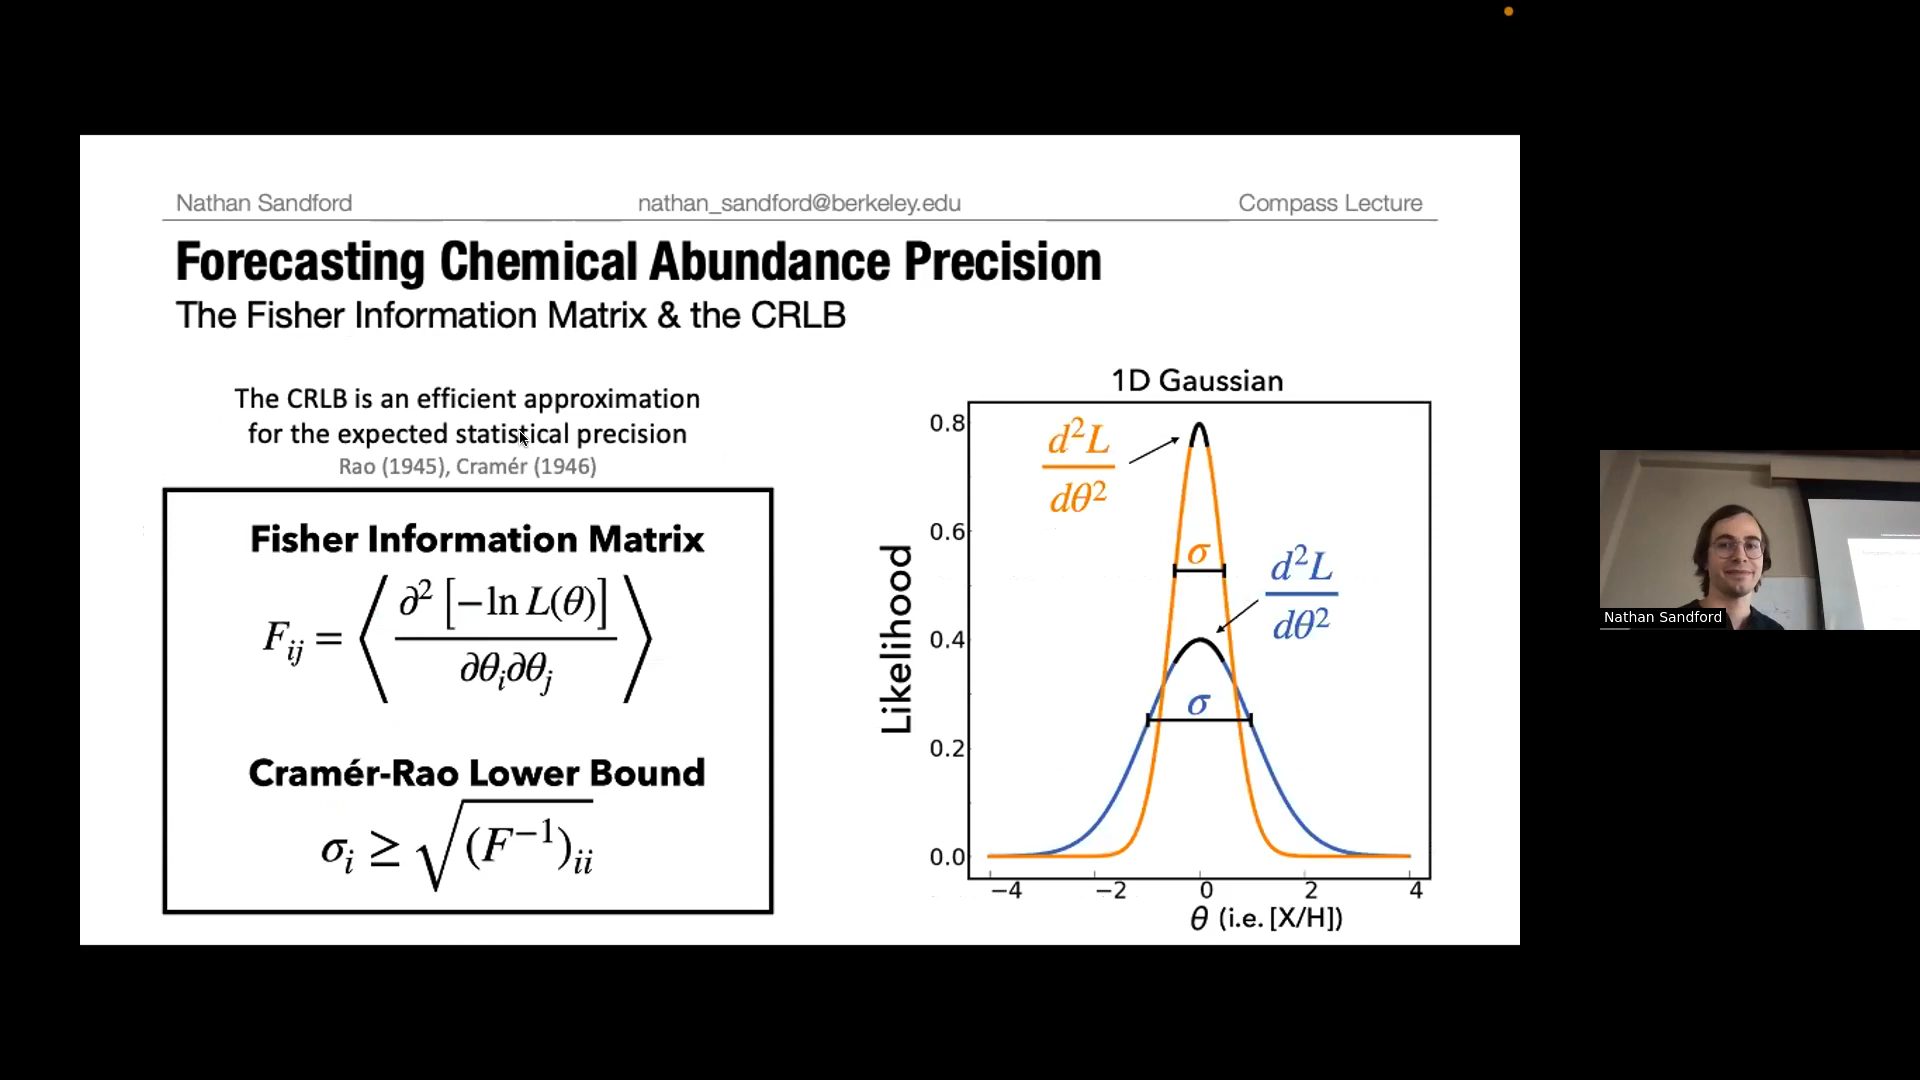 Nathan Sandford nathan_sandford@berkeley.edu Compass Lecture
Forecasting Chemical Abundance Precision
The Fisher Information Matrix & the CRLB
The CRLB is an efficient approximation
for the expected statistical precision
Rao (1945), Cramér (1946)
Fisher Information Matrix
F_ij = ⟨ ∂² [−ln L(θ)] / ∂θ_i∂θ_j ⟩
Cramér-Rao Lower Bound
σ_i ≥ √(F⁻¹)_ii
1D Gaussian
d²L
dθ²
σ
d²L
dθ²
σ
Likelihood
0.8
0.6
0.4
0.2
0.0
−4 −2 0 2 4
θ (i.e. [X/H])
Nathan Sandford